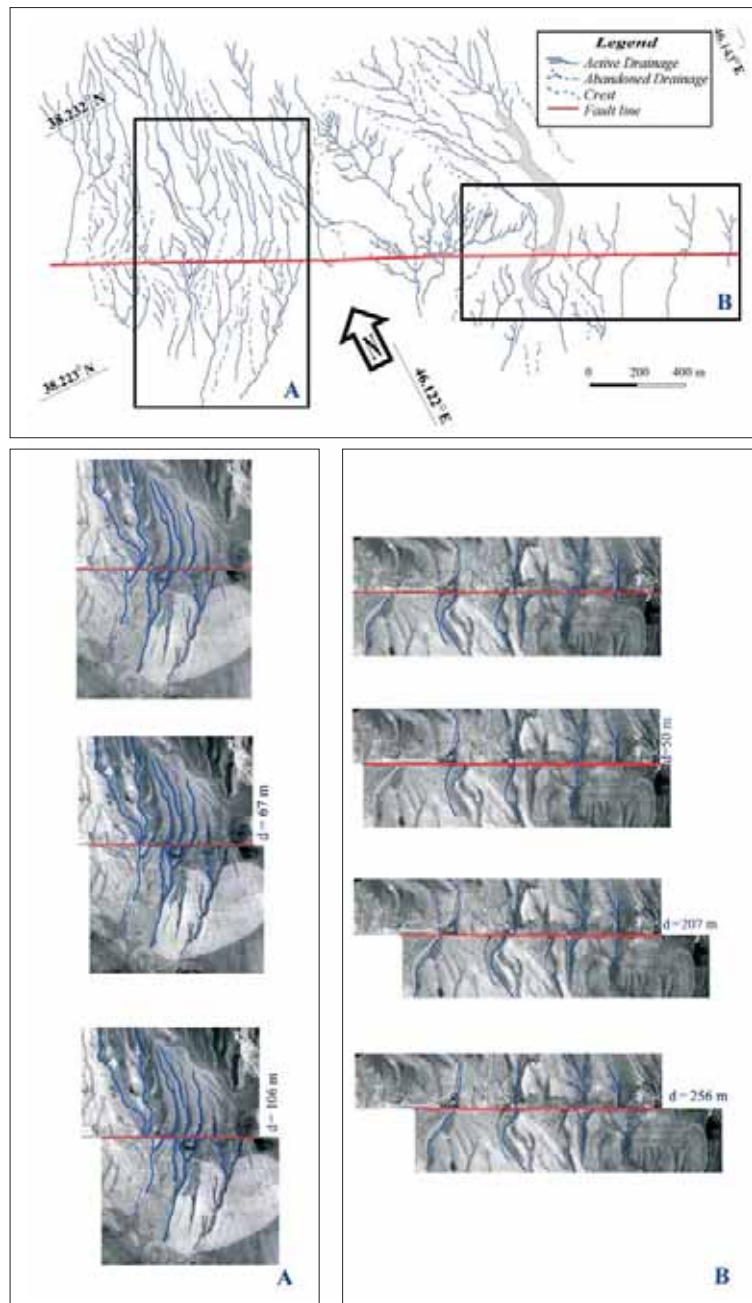 Legend
Active Drainage
Abandoned Drainage
Crest
Fault line
46.143° E
38.232° N
A
B
N
38.223° N
46.122° E
0 200 400 m
d = 67 m
d = 106 m
A
d=50 m
d = 207 m
d = 256 m
B